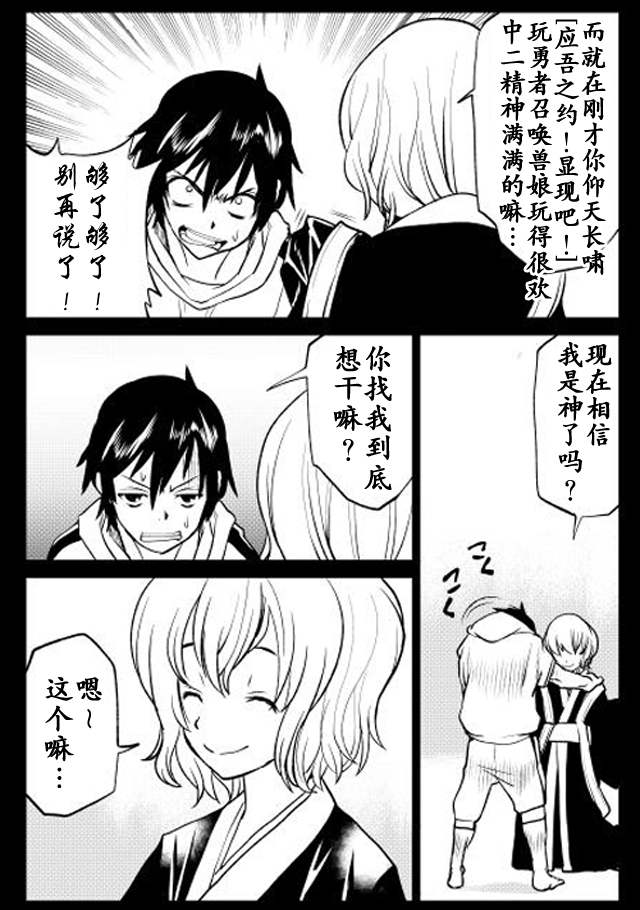 而就在刚才你仰天长啸
[应吾之约！显现吧！]
玩勇者召唤兽娘玩得很欢
中二精神满满的嘛…
够了够了！
别再说了！
现在相信
我是神了吗？
你找我到底
想干嘛？
嗯～
这个嘛…